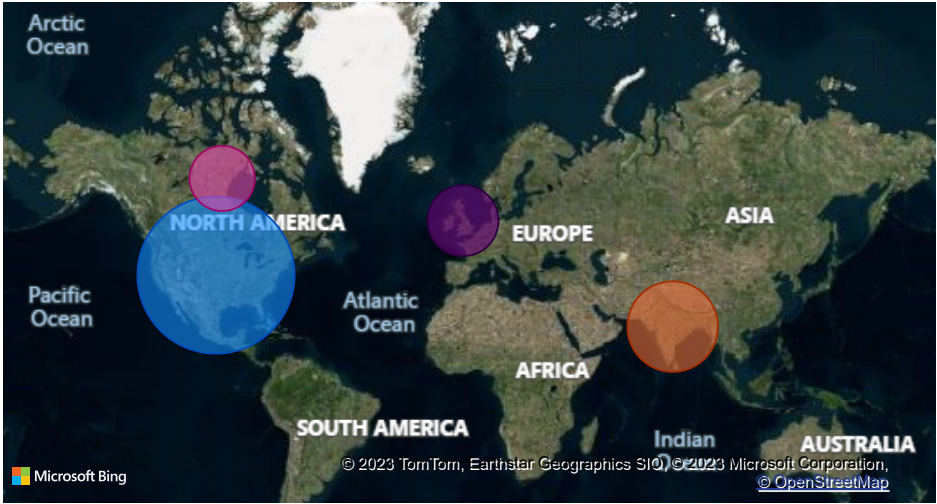 Arctic
Ocean
NORTH AMERICA
ASIA
EUROPE
Pacific
Ocean
Atlantic
Ocean
AFRICA
SOUTH AMERICA
Indian
Ocean
AUSTRALIA
© 2023 TomTom, Earthstar Geographics SIO, © 2023 Microsoft Corporation,
© OpenStreetMap
Microsoft Bing